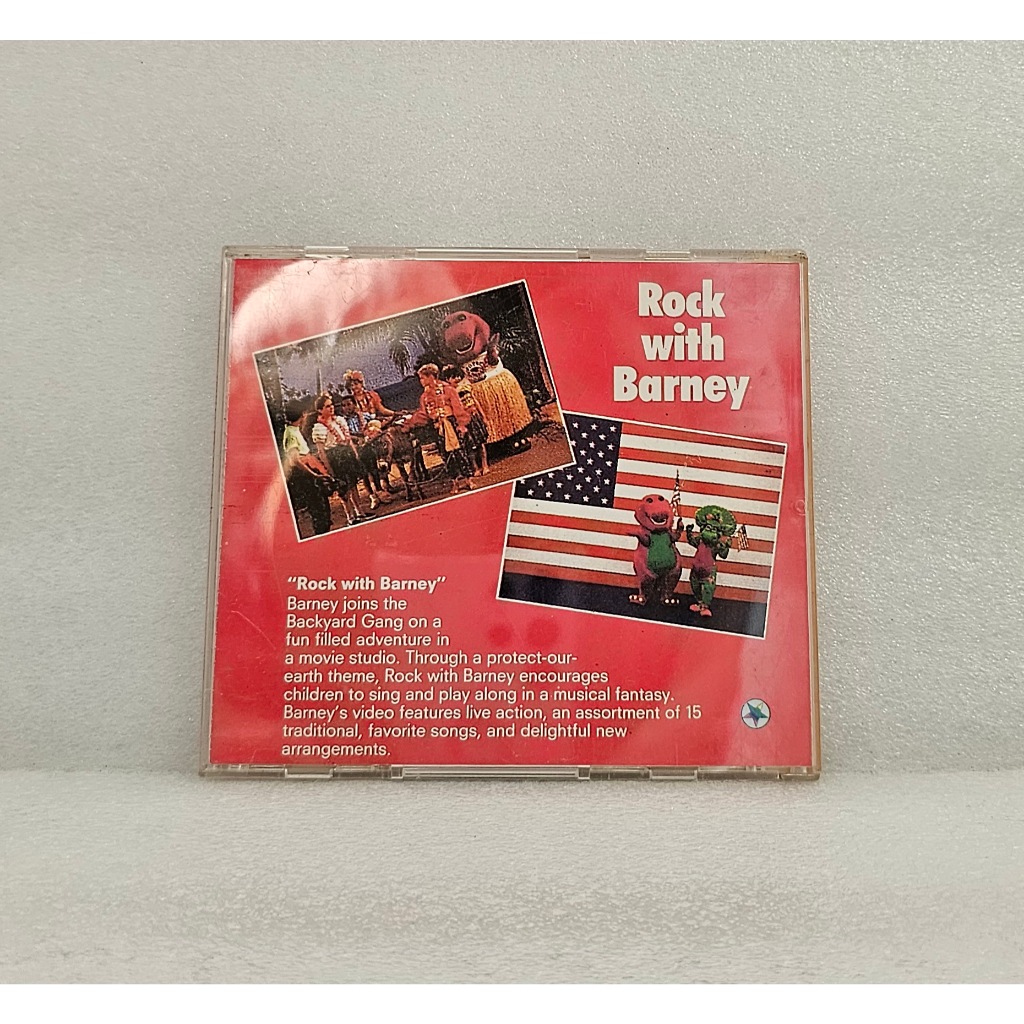 Rock
with
Barney
"Rock with Barney"
Barney joins the
Backyard Gang on a
fun filled adventure in
a movie studio. Through a protect-our-
earth theme, Rock with Barney encourages
children to sing and play along in a musical fantasy.
Barney's video features live action, an assortment of 15
traditional, favorite songs, and delightful new
arrangements.